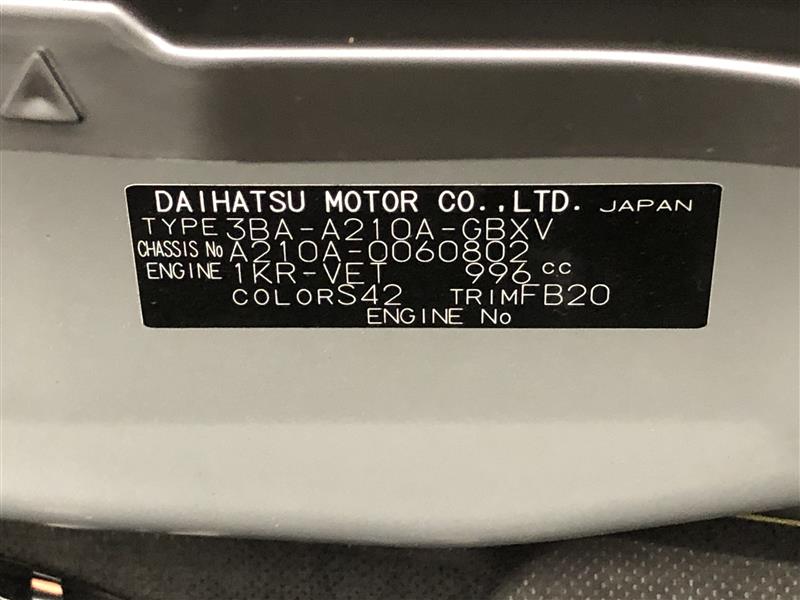 DAIHATSU MOTOR CO.,LTD. JAPAN
TYPE 3BA-A210A-GBXV
CHASSIS No A210A-0060802
ENGINE 1KR-VET 996 cc
COLOR S42 TRIM FB20
ENGINE No